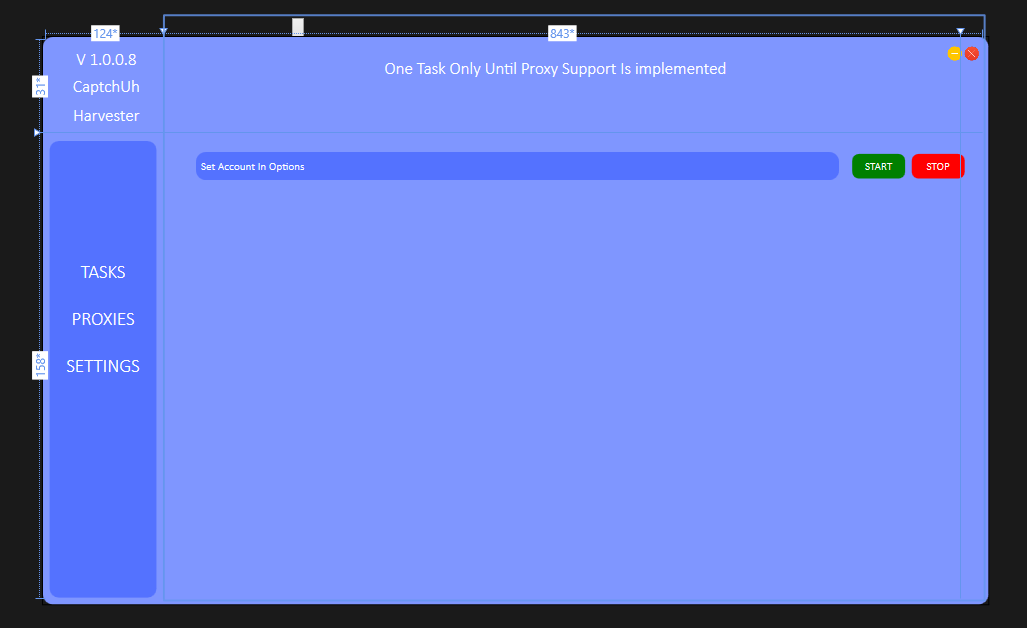 124*
843*
31*
V 1.0.0.8
CaptchUh
Harvester
One Task Only Until Proxy Support Is implemented
Set Account In Options
START
STOP
TASKS
PROXIES
SETTINGS
158*